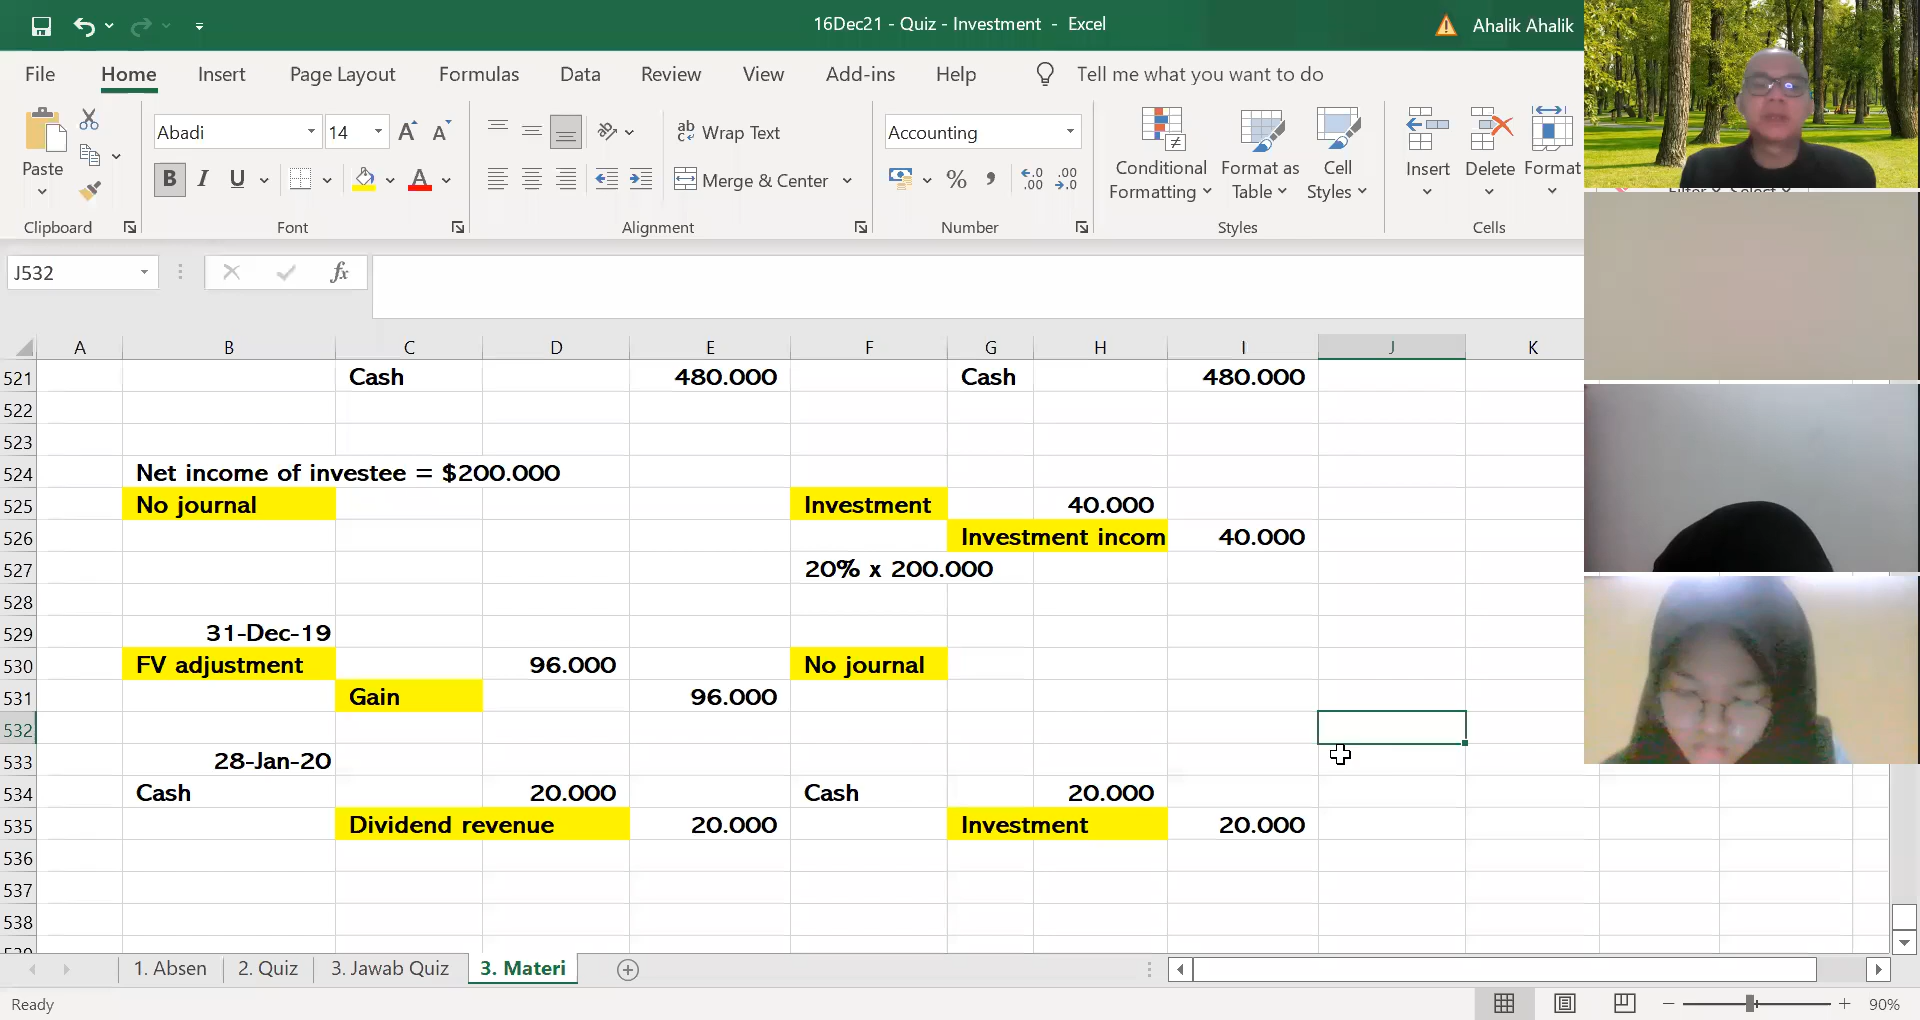 16Dec21 - Quiz - Investment - Excel
Ahalik Ahalik
File Home Insert Page Layout Formulas Data Review View Add-ins Help Tell me what you want to do
Paste
Clipboard
Abadi 14
B I U
Font
Wrap Text
Merge & Center
Alignment
Accounting
Number
Conditional Formatting
Format as Table
Cell Styles
Styles
Insert Delete Format
Cells
J532
fx
A B C D E F G H I J K
521 Cash 480.000 Cash 480.000
522
523
524 Net income of investee = $200.000
525 No journal Investment 40.000
526 Investment incom 40.000
527 20% x 200.000
528
529 31-Dec-19
530 FV adjustment 96.000 No journal
531 Gain 96.000
532
533 28-Jan-20
534 Cash 20.000 Cash 20.000
535 Dividend revenue 20.000 Investment 20.000
536
537
538
1. Absen 2. Quiz 3. Jawab Quiz 3. Materi
Ready
90%